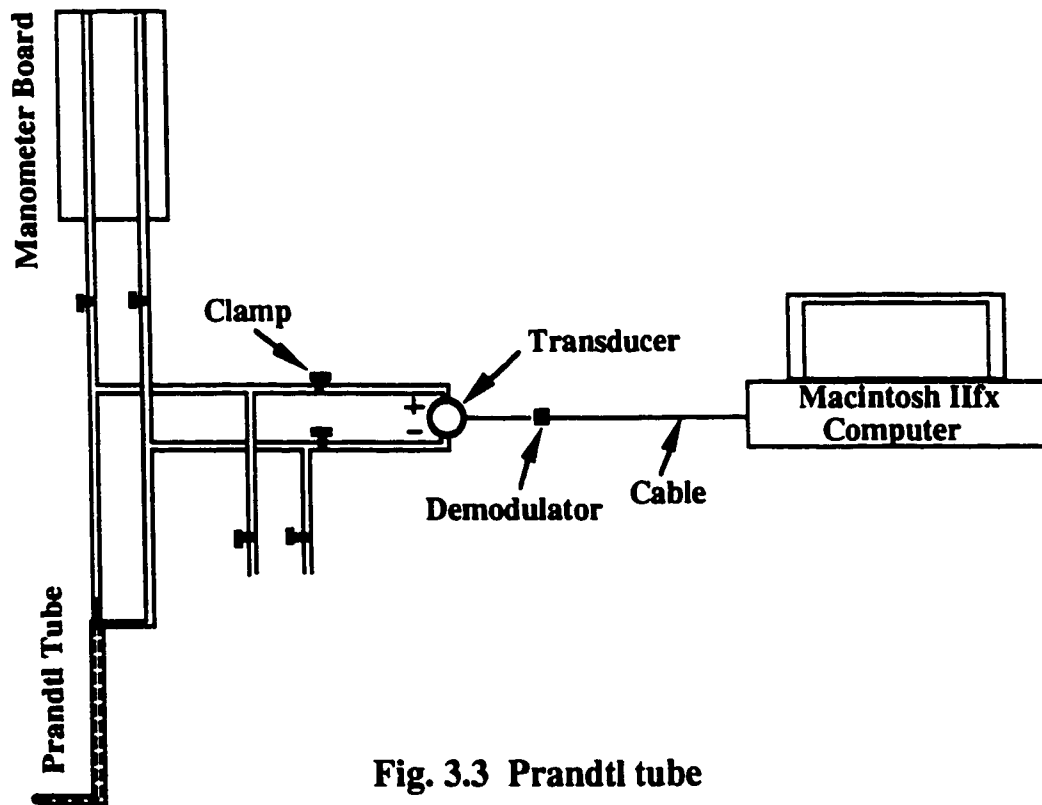 Manometer Board
Clamp
Transducer
+
-
Macintosh IIfx
Computer
Demodulator
Cable
Prandtl Tube
Fig. 3.3 Prandtl tube